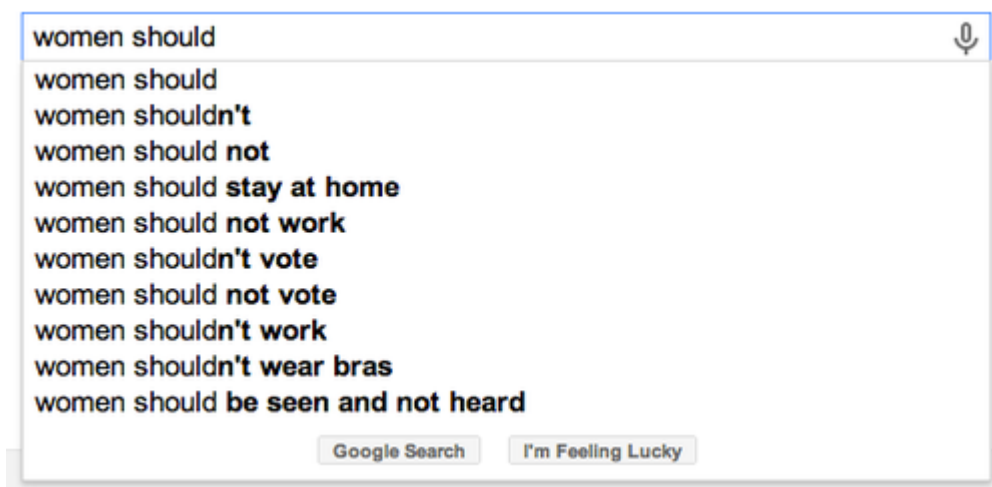 women should
women should
women shouldn't
women should not
women should stay at home
women should not work
women shouldn't vote
women should not vote
women shouldn't work
women shouldn't wear bras
women should be seen and not heard
Google Search I'm Feeling Lucky